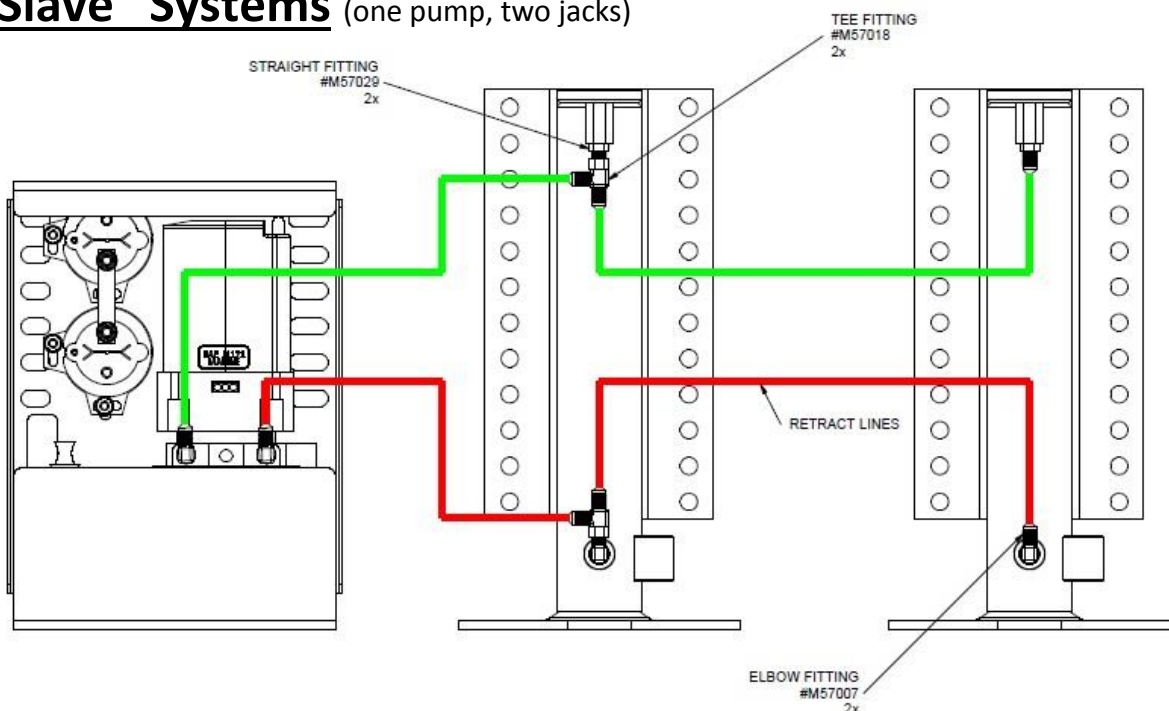 Slave" Systems (one pump, two jacks)
TEE FITTING
#M57018
2x
STRAIGHT FITTING
#M57029
2x
RETRACT LINES
ELBOW FITTING
#M57007
2x